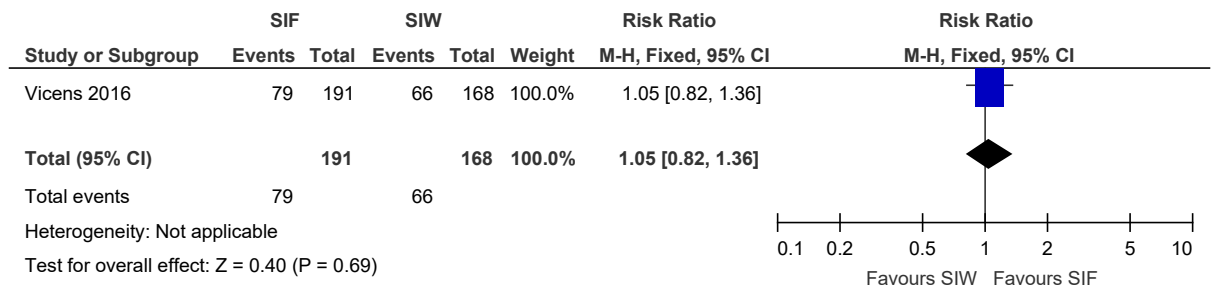 SIF SIW Risk Ratio Risk Ratio
Study or Subgroup Events Total Events Total Weight M-H, Fixed, 95% CI M-H, Fixed, 95% CI
Vicens 2016 79 191 66 168 100.0% 1.05 [0.82, 1.36]
Total (95% CI) 191 168 100.0% 1.05 [0.82, 1.36]
Total events 79 66
Heterogeneity: Not applicable
Test for overall effect: Z = 0.40 (P = 0.69)
0.1 0.2 0.5 1 2 5 10
Favours SIW Favours SIF